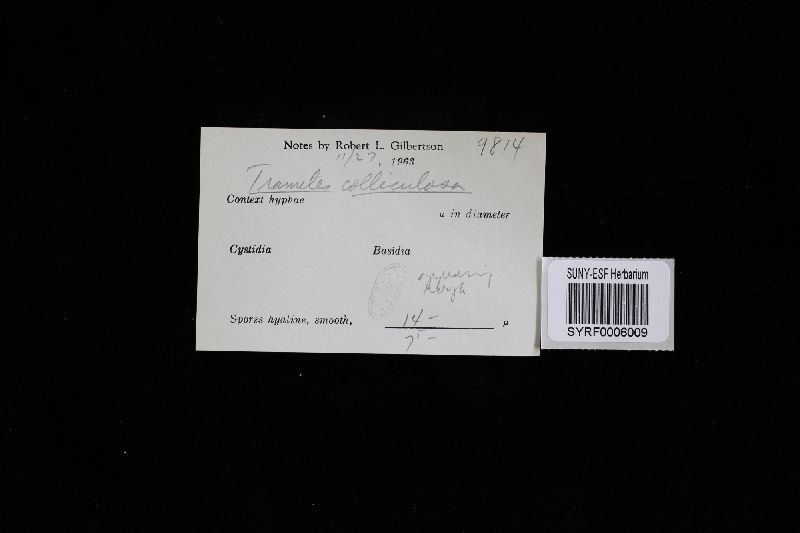 Notes by Robert L. Gilbertson 9814
11/27, 1963
Trametes colliculosa
Context hyphae
u in diameter
Cystidia Basidia
Spores hyaline, smooth, 14 - μ
7 -
SUNY-ESF Herbarium
SYRF0006009